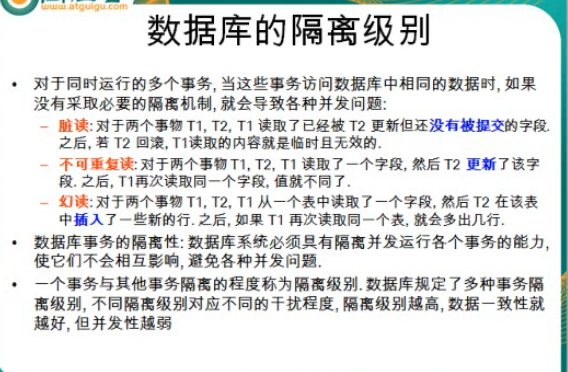 www.atguigu.com
数据库的隔离级别
• 对于同时运行的多个事务, 当这些事务访问数据库中相同的数据时, 如果
没有采取必要的隔离机制, 就会导致各种并发问题:
– 脏读: 对于两个事物 T1, T2, T1 读取了已经被 T2 更新但还没有被提交的字段.
之后, 若 T2 回滚, T1读取的内容就是临时且无效的.
– 不可重复读: 对于两个事物T1, T2, T1 读取了一个字段, 然后 T2 更新了该字
段. 之后, T1再次读取同一个字段, 值就不同了.
– 幻读: 对于两个事物 T1, T2, T1 从一个表中读取了一个字段, 然后 T2 在该表
中插入了一些新的行. 之后, 如果 T1 再次读取同一个表, 就会多出几行.
• 数据库事务的隔离性: 数据库系统必须具有隔离并发运行各个事务的能力,
使它们不会相互影响, 避免各种并发问题.
• 一个事务与其他事务隔离的程度称为隔离级别. 数据库规定了多种事务隔
离级别, 不同隔离级别对应不同的干扰程度, 隔离级别越高, 数据一致性就
越好, 但并发性越弱